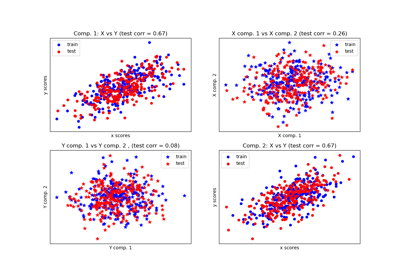 Comp. 1: X vs Y (test corr = 0.67)
train
test
y scores
x scores
X comp. 1 vs X comp. 2 (test corr = 0.26)
train
test
X comp. 2
X comp. 1
Y comp. 1 vs Y comp. 2 , (test corr = 0.08)
train
test
Y comp. 2
Y comp. 1
Comp. 2: X vs Y (test corr = 0.67)
train
test
y scores
x scores